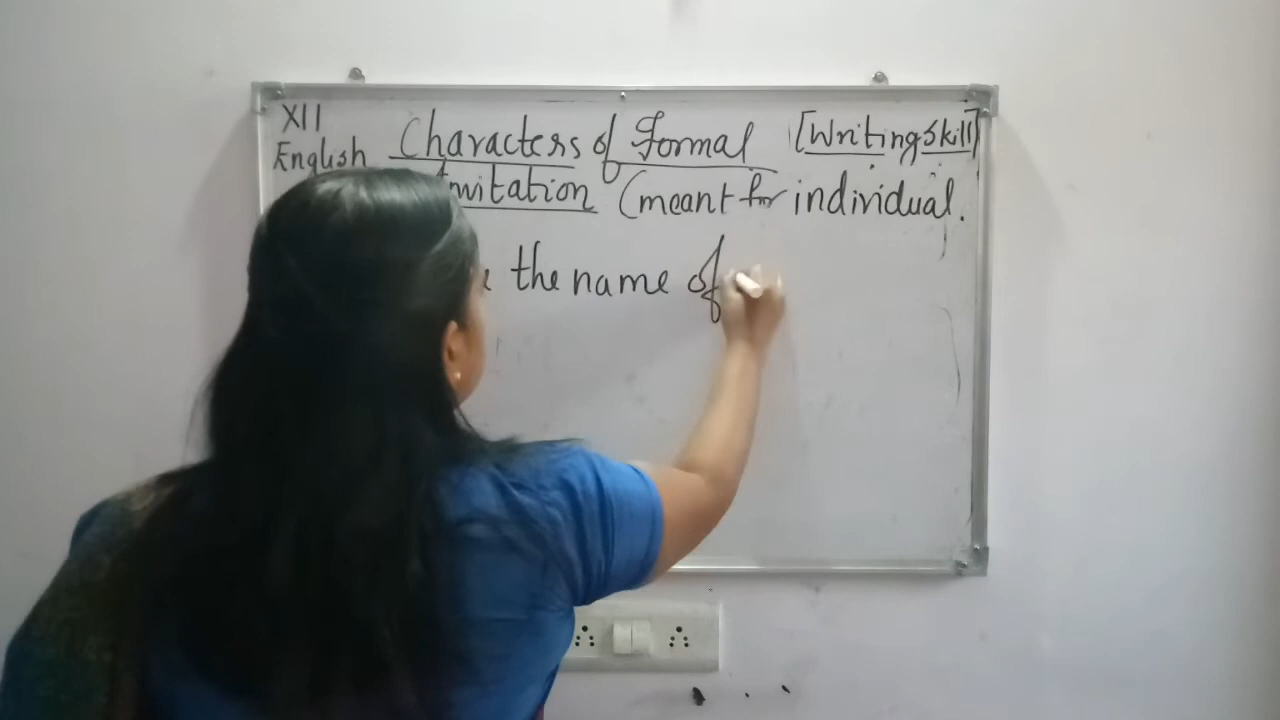 XII
English Characters of Formal [Writing Skill]
Invitation (meant for individual.
the name of